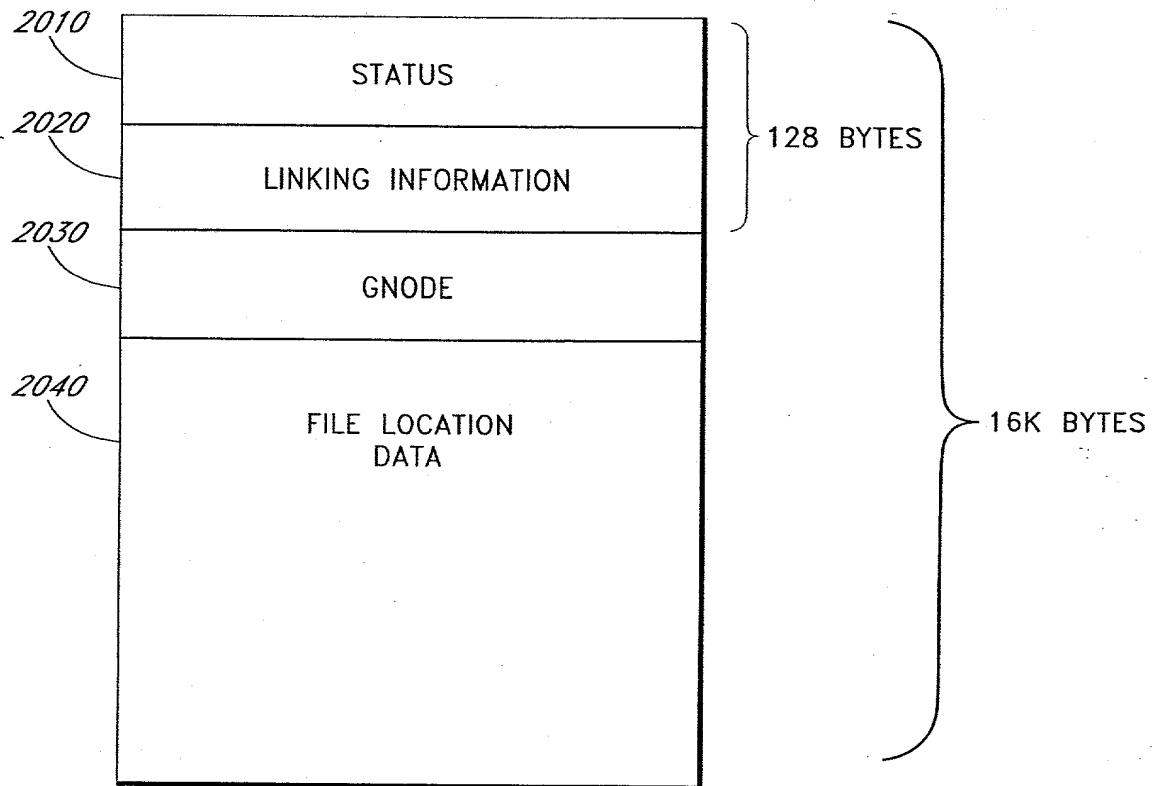 2010
STATUS
2020
LINKING INFORMATION
128 BYTES
2030
GNODE
2040
FILE LOCATION
DATA
16K BYTES